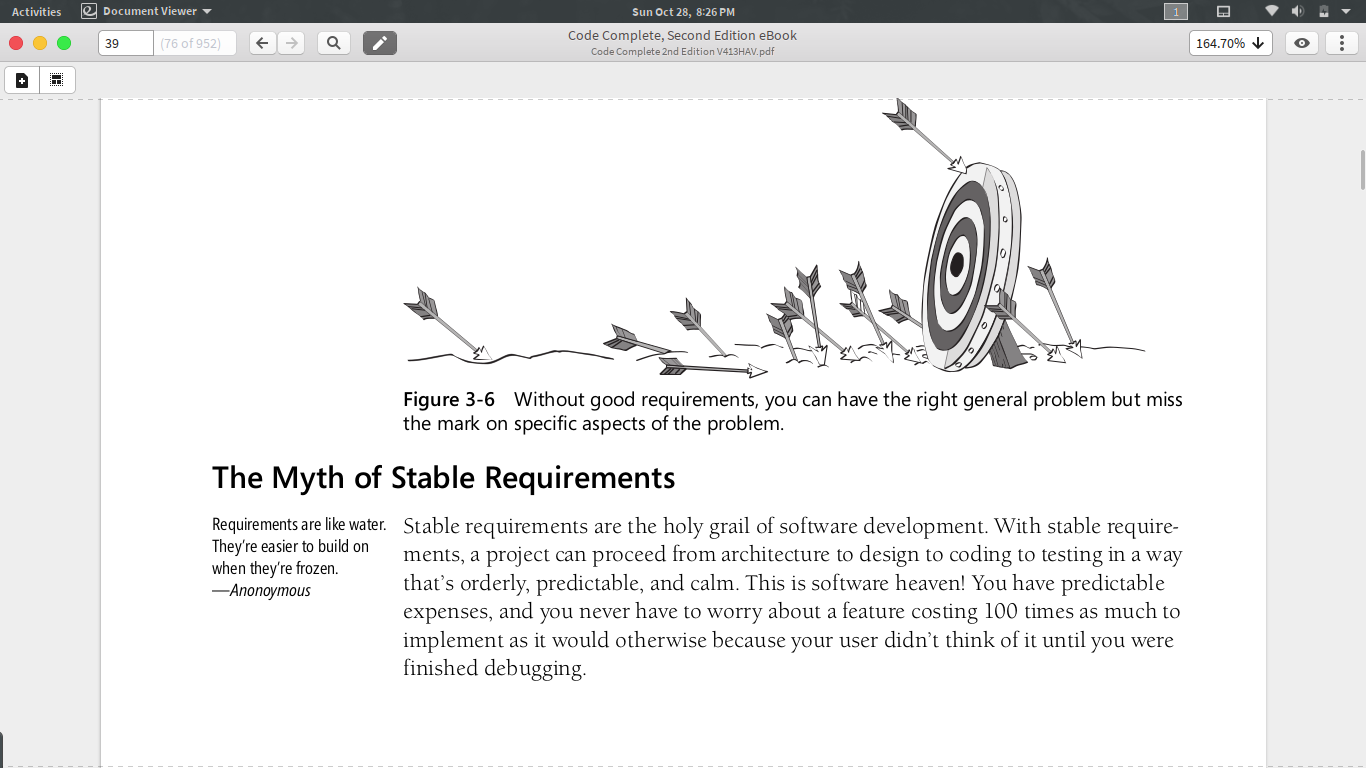 Activities
Document Viewer
Sun Oct 28, 8:26 PM
1
39
(76 of 952)
Code Complete, Second Edition eBook
Code Complete 2nd Edition V413HAV.pdf
164.70%
Figure 3-6 Without good requirements, you can have the right general problem but miss
the mark on specific aspects of the problem.
The Myth of Stable Requirements
Requirements are like water.
They're easier to build on
when they're frozen.
—Anonoymous
Stable requirements are the holy grail of software development. With stable require-
ments, a project can proceed from architecture to design to coding to testing in a way
that's orderly, predictable, and calm. This is software heaven! You have predictable
expenses, and you never have to worry about a feature costing 100 times as much to
implement as it would otherwise because your user didn't think of it until you were
finished debugging.